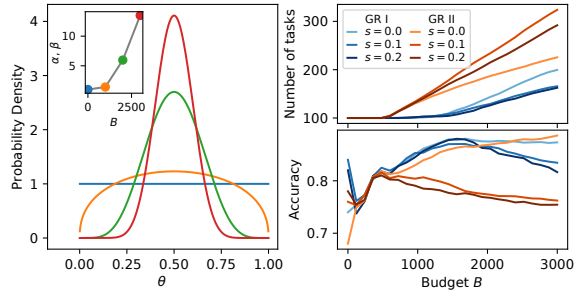 Probability Density
4
3
2
1
0
0.00 0.25 0.50 0.75 1.00
θ
α, β
10
5
0 2500
B
Number of tasks
300
200
100
GR I GR II
s = 0.0 s = 0.0
s = 0.1 s = 0.1
s = 0.2 s = 0.2
Accuracy
0.8
0.7
0 1000 2000 3000
Budget B